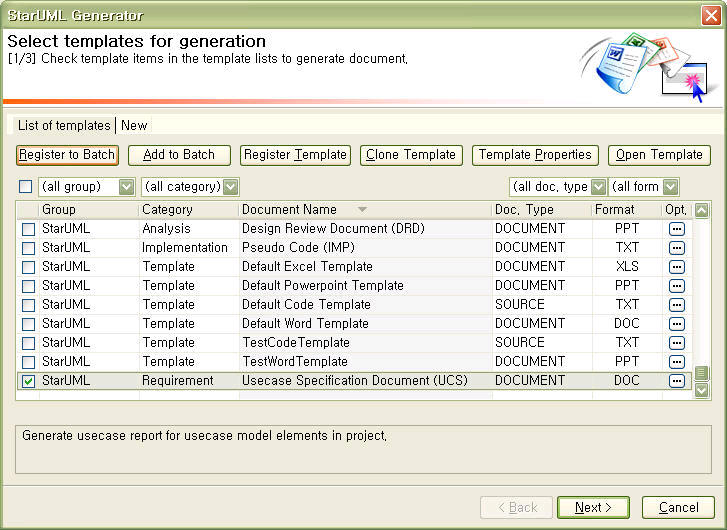 StarUML Generator
Select templates for generation
[1/3] Check template items in the template lists to generate document.
List of templates New
Register to Batch Add to Batch Register Template Clone Template Template Properties Open Template
(all group) (all category) (all doc. type (all form
Group Category Document Name Doc. Type Format Opt.
StarUML Analysis Design Review Document (DRD) DOCUMENT PPT
StarUML Implementation Pseudo Code (IMP) DOCUMENT TXT
StarUML Template Default Excel Template DOCUMENT XLS
StarUML Template Default Powerpoint Template DOCUMENT PPT
StarUML Template Default Code Template SOURCE TXT
StarUML Template Default Word Template DOCUMENT DOC
StarUML Template TestCodeTemplate SOURCE TXT
StarUML Template TestWordTemplate DOCUMENT PPT
StarUML Requirement Usecase Specification Document (UCS) DOCUMENT DOC
Generate usecase report for usecase model elements in project.
< Back Next > Cancel